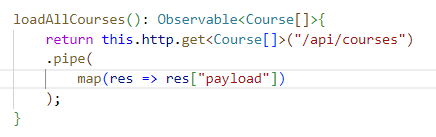 loadAllCourses(): Observable<Course[]>{
return this.http.get<Course[]>("/api/courses")
.pipe(
map(res => res["payload"])
);
}